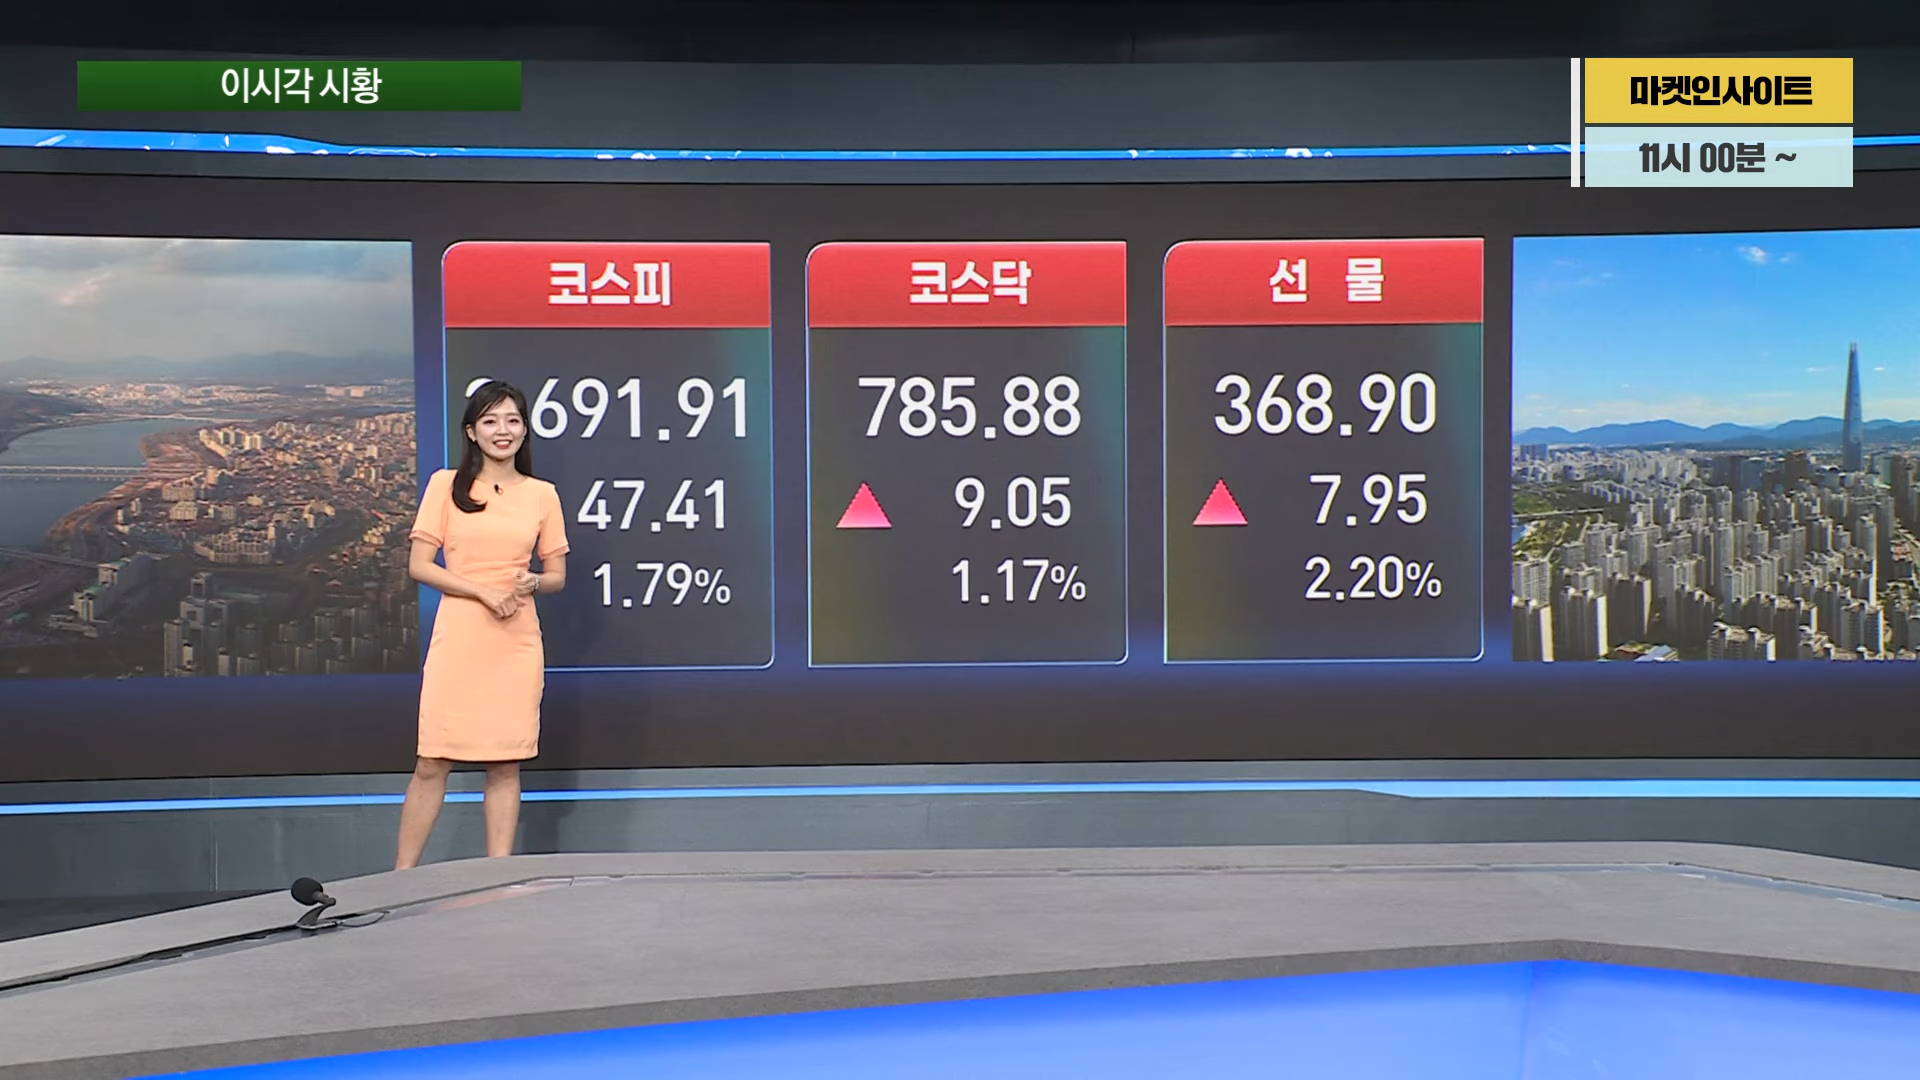 이시각 시황
마켓인사이트
11시 00분 ~
코스피
691.91
47.41
1.79%
코스닥
785.88
▲ 9.05
1.17%
선 물
368.90
▲ 7.95
2.20%